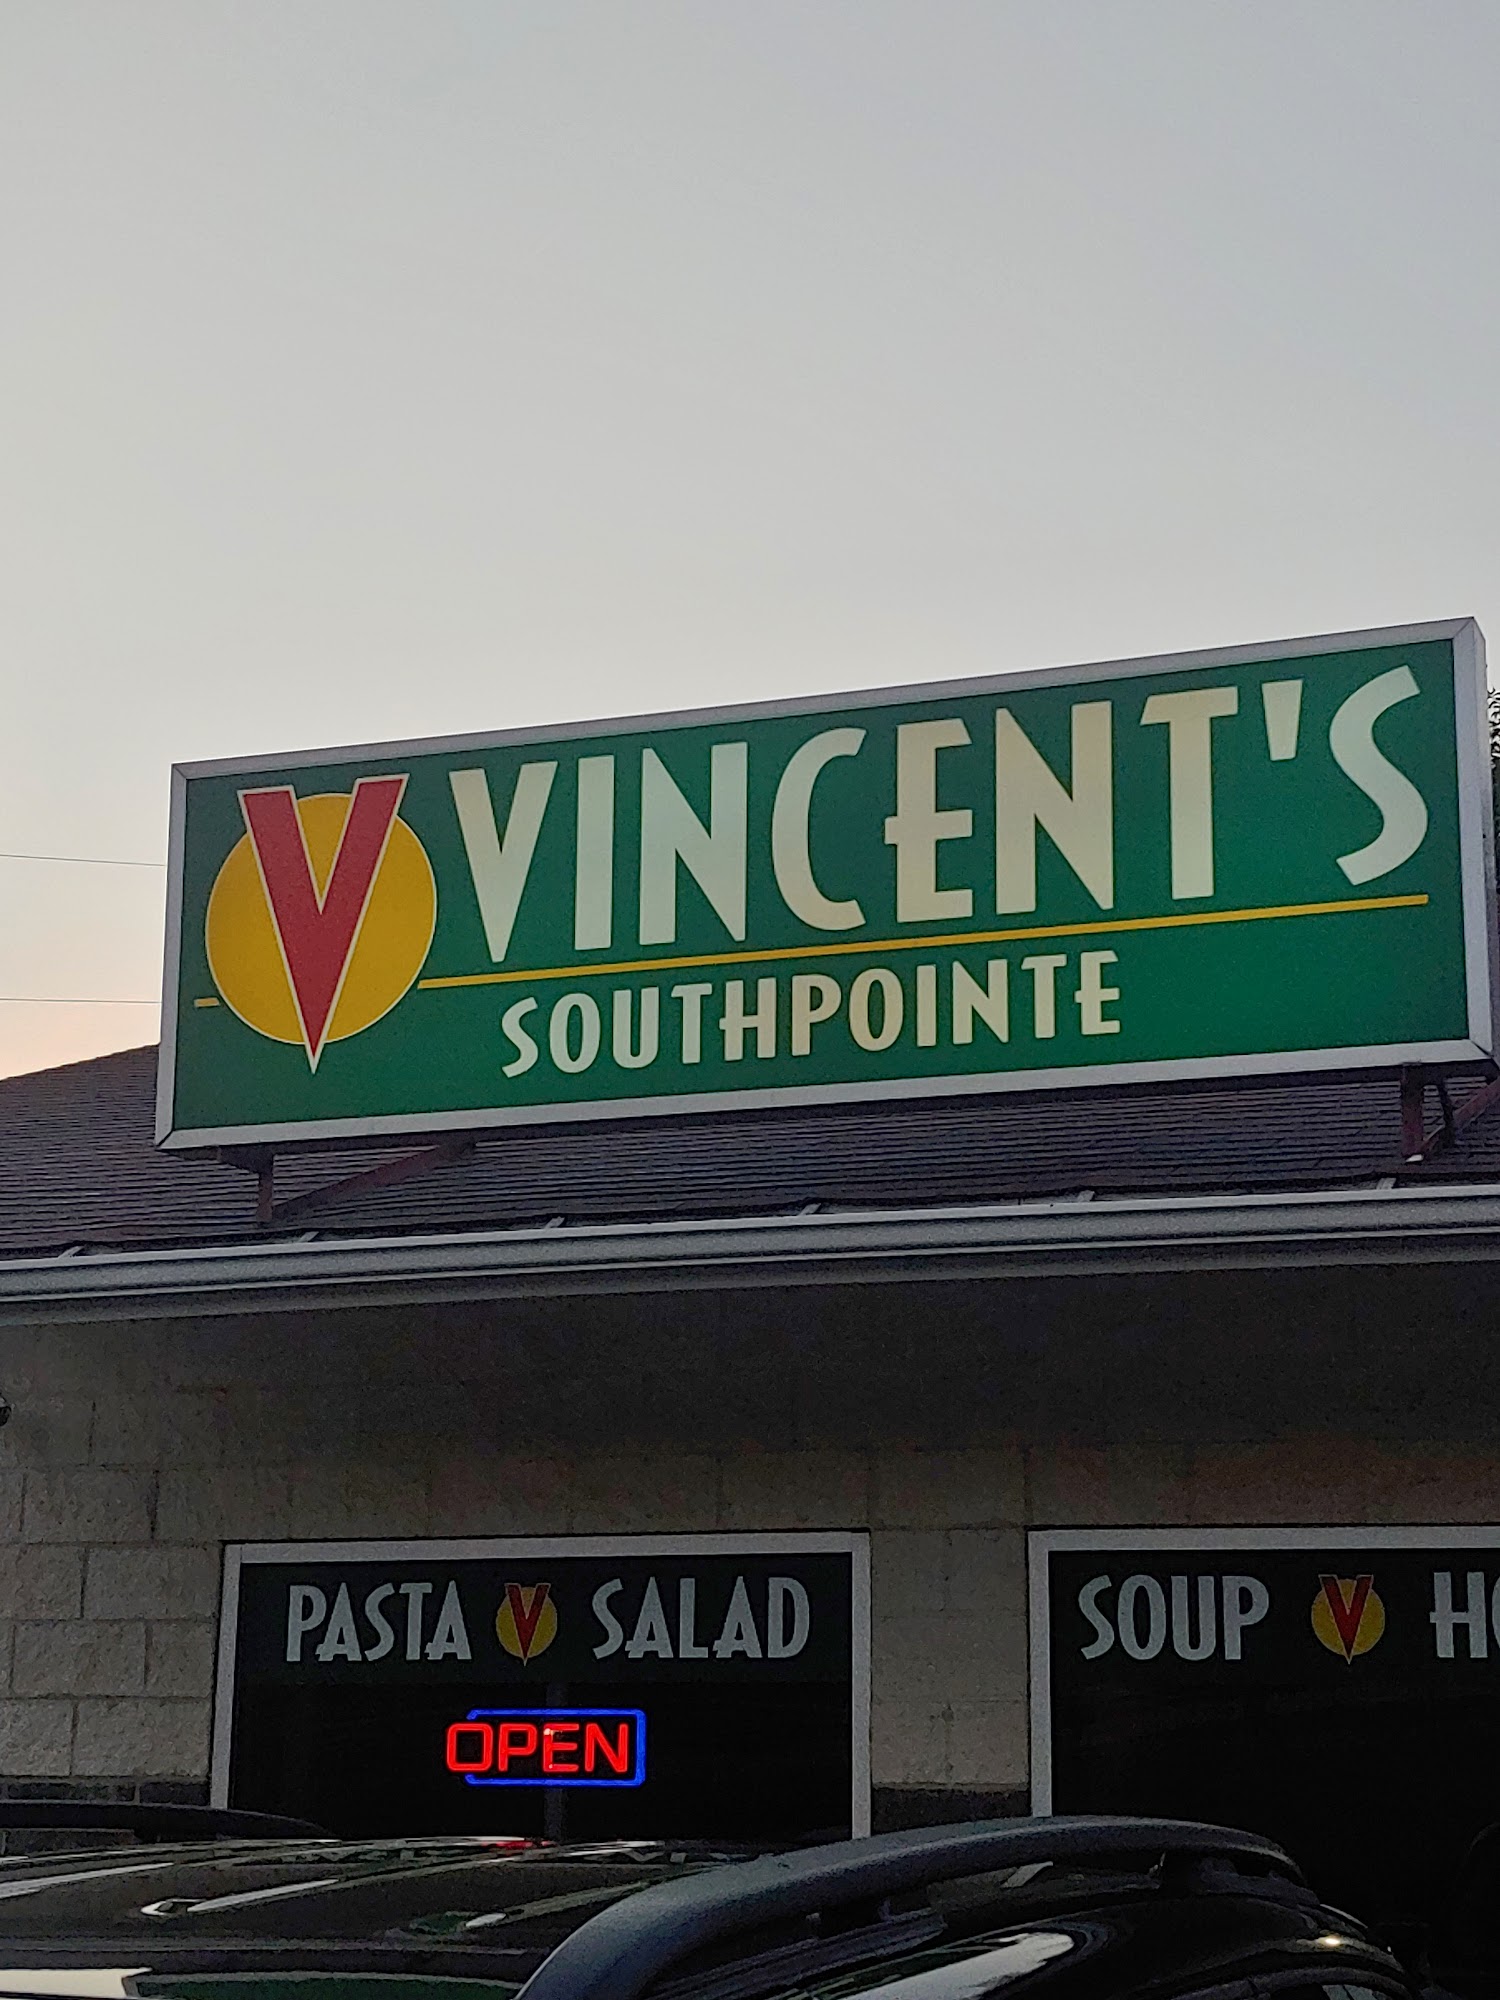 V VINCENT'S
SOUTHPOINTE
PASTA V SALAD
SOUP V
OPEN